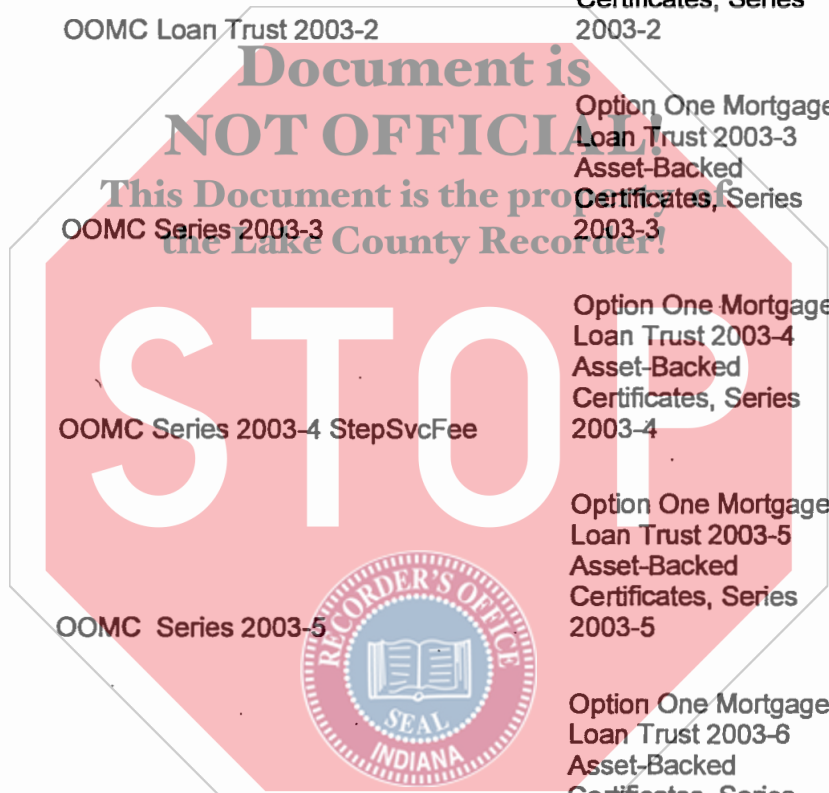 Certificates, Series
OOMC Loan Trust 2003-2 2003-2
Document is
NOT OFFICIAL!
This Document is the property of
the Lake County Recorder!
Option One Mortgage
Loan Trust 2003-3
Asset-Backed
Certificates, Series
OOMC Series 2003-3 2003-3
STOP
Option One Mortgage
Loan Trust 2003-4
Asset-Backed
Certificates, Series
OOMC Series 2003-4 StepSvcFee 2003-4
Option One Mortgage
Loan Trust 2003-5
Asset-Backed
Certificates, Series
OOMC Series 2003-5 2003-5
RECORDER'S OFFICE
SEAL
INDIANA
Option One Mortgage
Loan Trust 2003-6
Asset-Backed
Certificates, Series